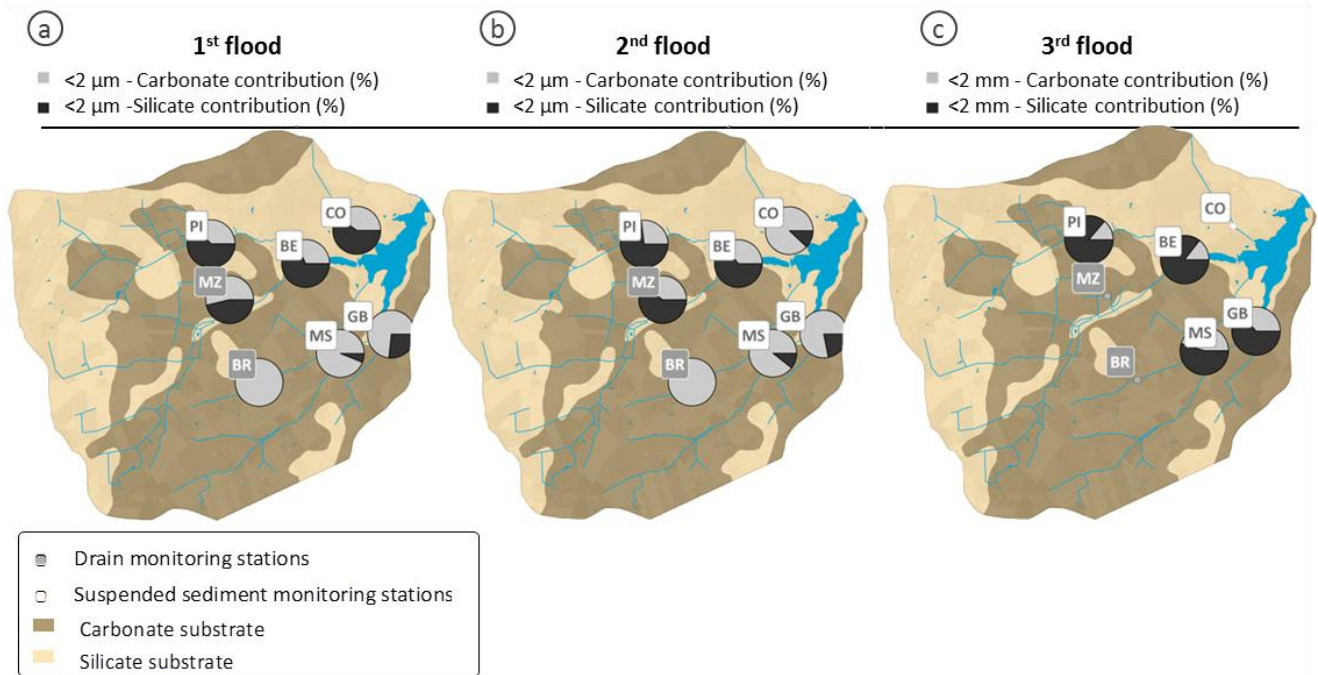 a
1st flood
<2 µm - Carbonate contribution (%)
<2 µm -Silicate contribution (%)
b
2nd flood
<2 µm - Carbonate contribution (%)
<2 µm - Silicate contribution (%)
c
3rd flood
<2 mm - Carbonate contribution (%)
<2 mm - Silicate contribution (%)
PI
CO
BE
MZ
GB
MS
BR
PI
CO
BE
MZ
GB
MS
BR
PI
CO
BE
MZ
GB
MS
BR
Drain monitoring stations
Suspended sediment monitoring stations
Carbonate substrate
Silicate substrate